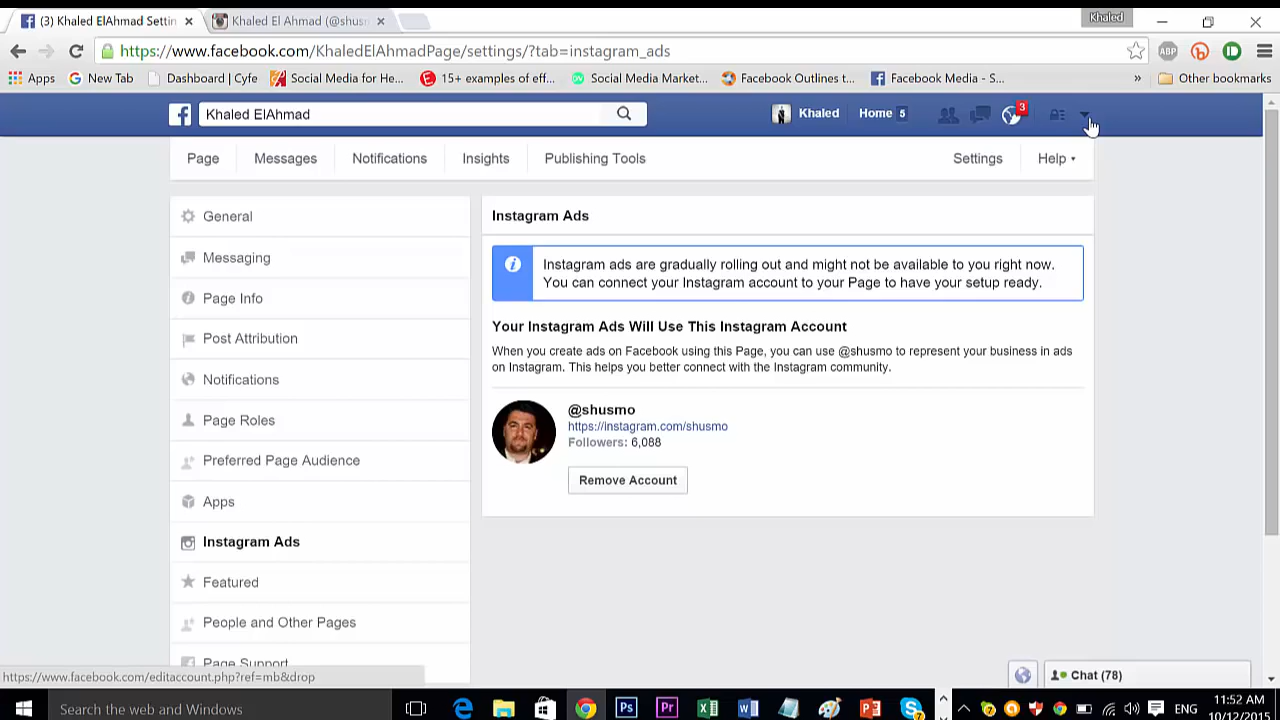 (3) Khaled ElAhmad Settin
Khaled El Ahmad (@shus
Khaled
https://www.facebook.com/KhaledElAhmadPage/settings/?tab=instagram_ads
ABP
Apps
New Tab
Dashboard | Cyfe
Social Media for He...
15+ examples of eff...
Social Media Market...
Facebook Outlines t...
Facebook Media - S...
»
Other bookmarks
Khaled ElAhmad
Khaled
Home 5
3
Page
Messages
Notifications
Insights
Publishing Tools
Settings
Help
General
Messaging
Page Info
Post Attribution
Notifications
Page Roles
Preferred Page Audience
Apps
Instagram Ads
Featured
People and Other Pages
Page Support
Instagram Ads
Instagram ads are gradually rolling out and might not be available to you right now.
You can connect your Instagram account to your Page to have your setup ready.
Your Instagram Ads Will Use This Instagram Account
When you create ads on Facebook using this Page, you can use @shusmo to represent your business in ads
on Instagram. This helps you better connect with the Instagram community.
@shusmo
https://instagram.com/shusmo
Followers: 6,088
Remove Account
https://www.facebook.com/editaccount.php?ref=mb&drop
Chat (78)
Search the web and Windows
ENG
11:52 AM
10/12/2015